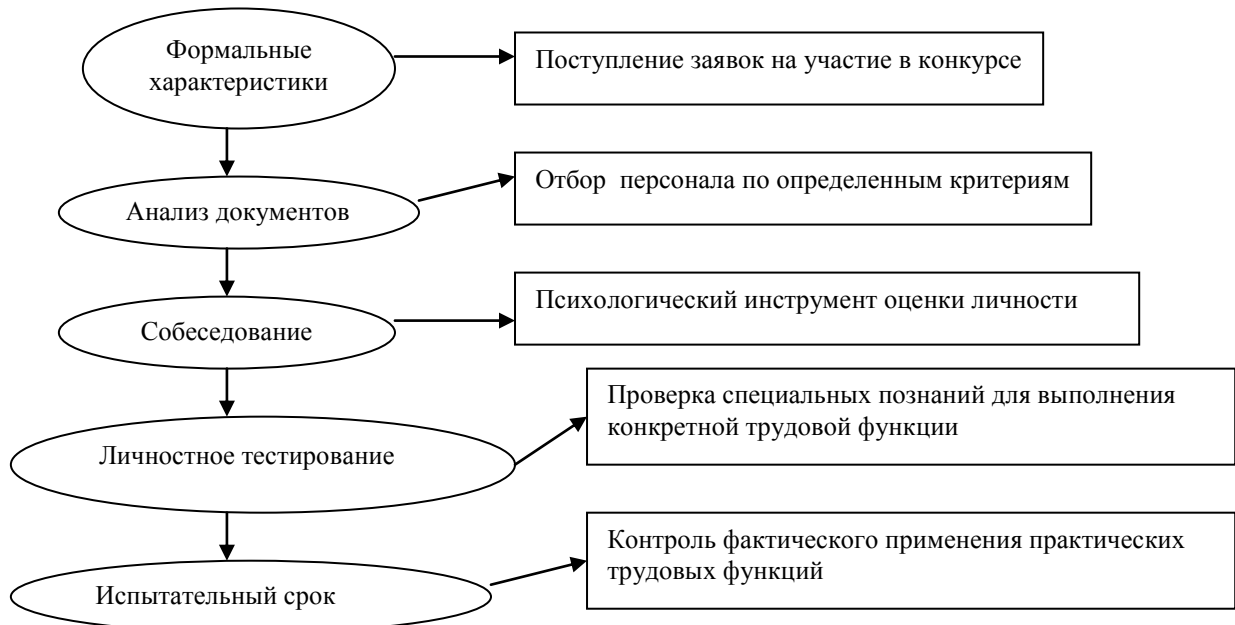 Формальные
характеристики
Поступление заявок на участие в конкурсе
Анализ документов
Отбор персонала по определенным критериям
Собеседование
Психологический инструмент оценки личности
Личностное тестирование
Проверка специальных познаний для выполнения
конкретной трудовой функции
Испытательный срок
Контроль фактического применения практических
трудовых функций